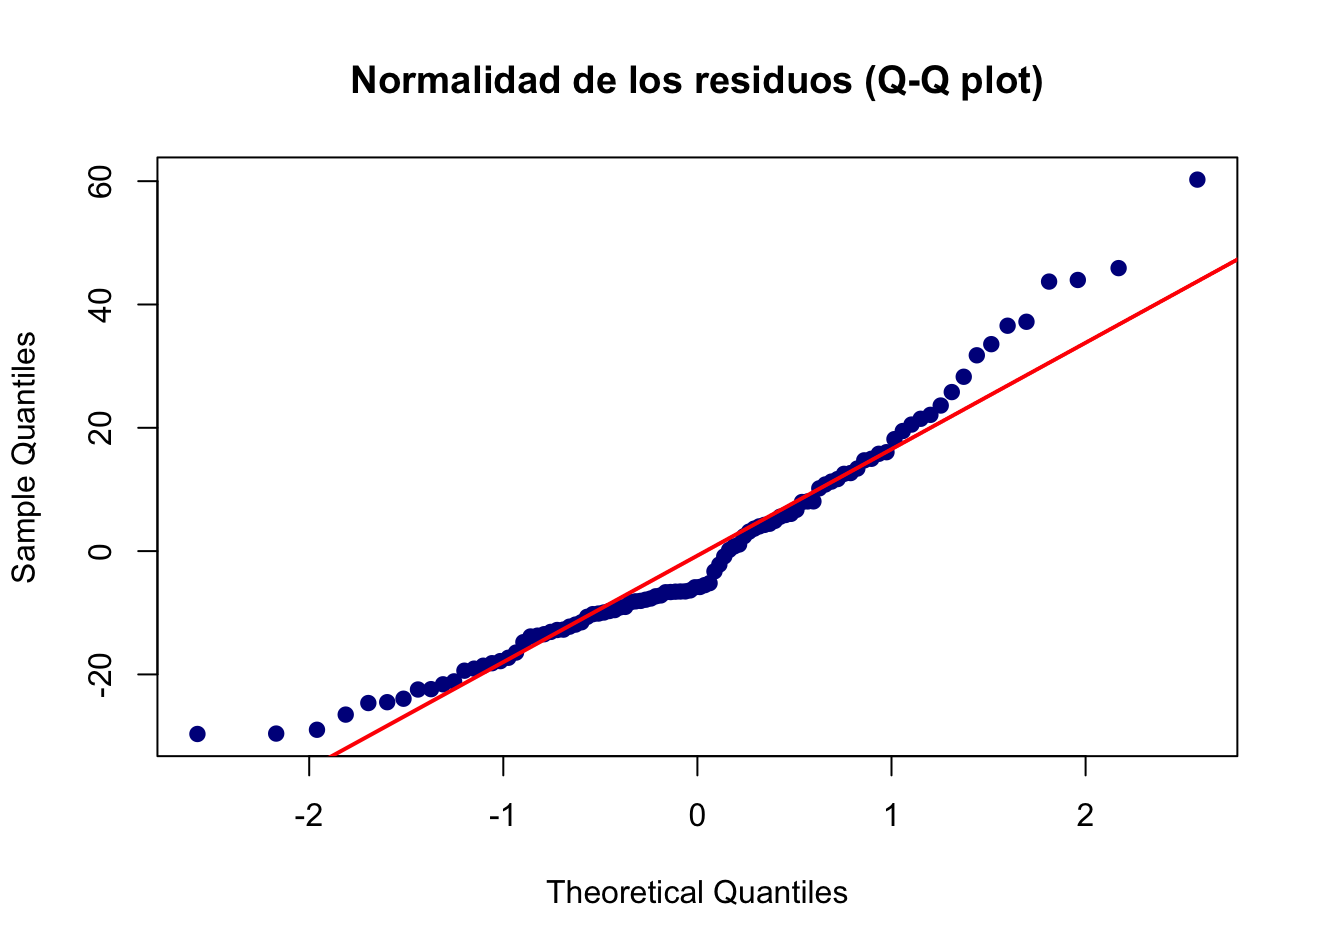 Normalidad de los residuos (Q-Q plot)
60
40
20
0
-20
Sample Quantiles
-2 -1 0 1 2
Theoretical Quantiles